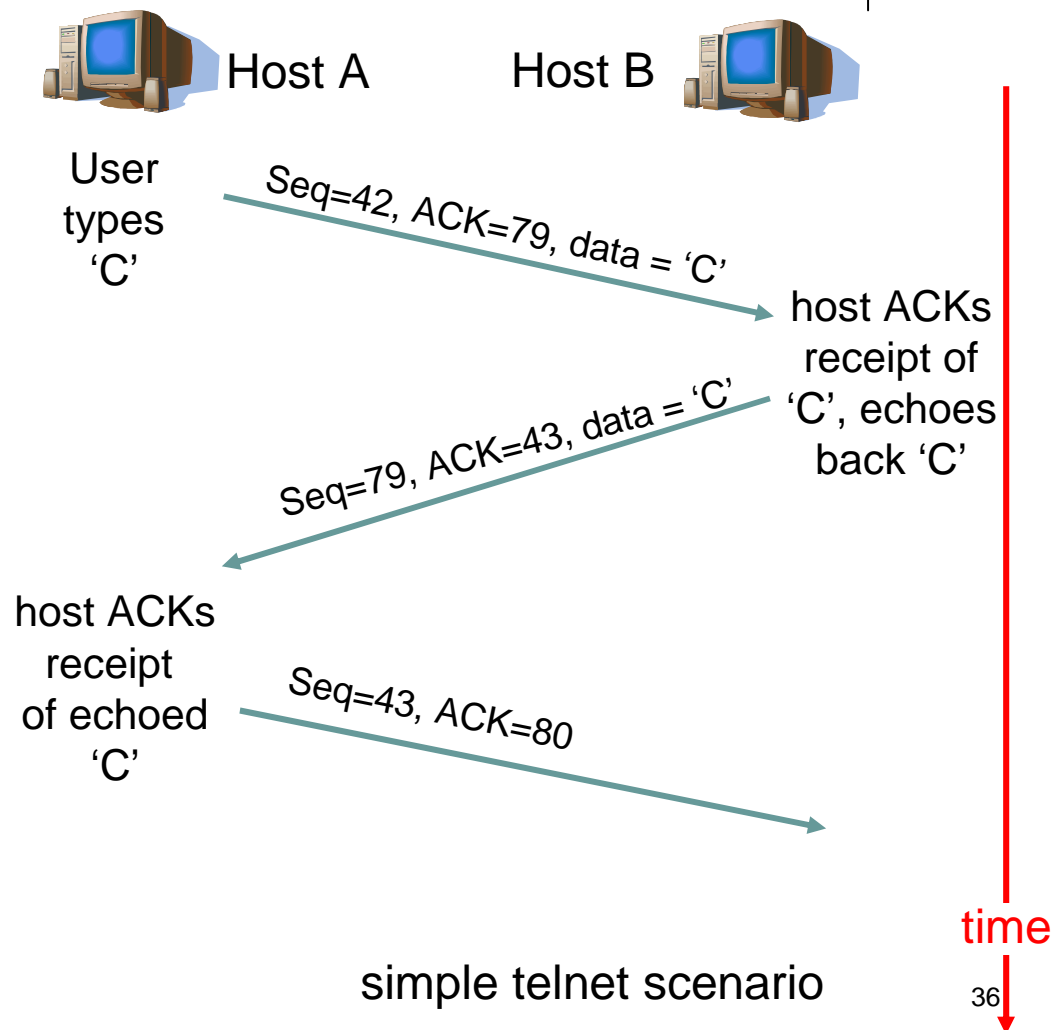 Host A
Host B
User
types
‘C’
Seq=42, ACK=79, data = ‘C’
host ACKs
receipt of
‘C’, echoes
back ‘C’
Seq=79, ACK=43, data = ‘C’
host ACKs
receipt
of echoed
‘C’
Seq=43, ACK=80
time
simple telnet scenario
36